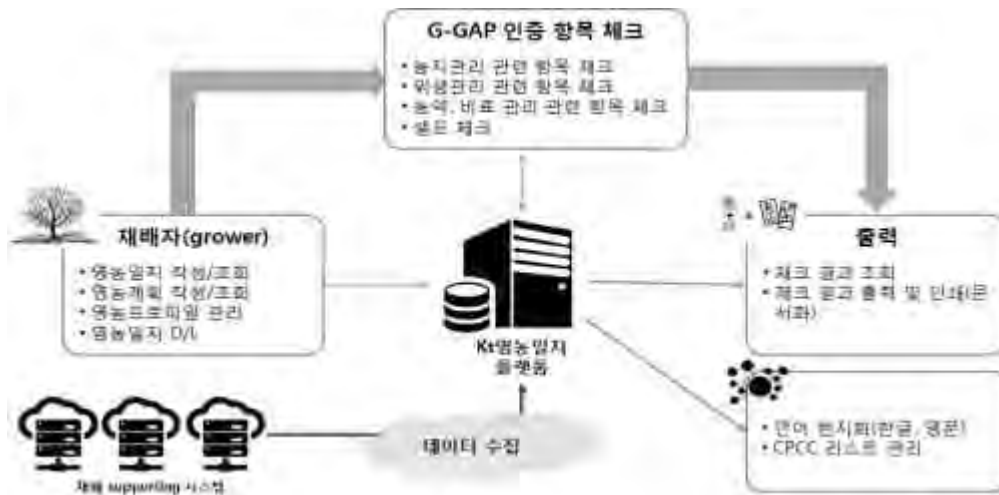 G-GAP 인증 항목 체크
• 농지관리 관련 항목 체크
• 위생관리 관련 항목 체크
• 농약, 비료 관리 관련 항목 체크
• 샘플 체크
재배자(grower)
• 영농일지 작성/조회
• 영농계획 작성/조회
• 영농프로파일 관리
• 영농일지 D/L
Kt영농일지
플랫폼
출력
• 체크 결과 조회
• 체크 결과 출력 및 인쇄(문
서화)
• 언어 현지화(한글, 영문)
• CPCC 리스트 관리
데이터 수집
재배 supporting 시스템